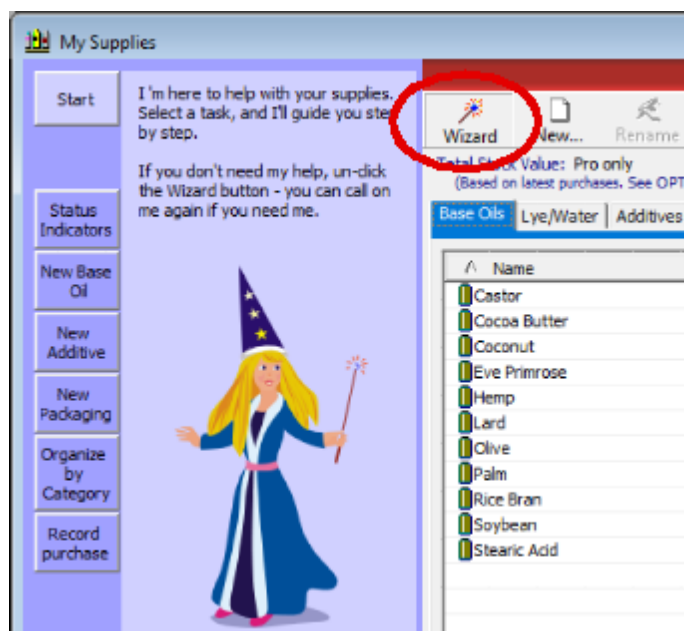 My Supplies
Start
I'm here to help with your supplies.
Select a task, and I'll guide you step
by step.
If you don't need my help, un-click
the Wizard button - you can call on
me again if you need me.
Status
Indicators
New Base
Oil
New
Additive
New
Packaging
Organize
by
Category
Record
purchase
Wizard
New...
Rename
Total Stock Value: Pro only
(Based on latest purchases. See OPT
Base Oils
Lye/Water
Additives
Name
Castor
Cocoa Butter
Coconut
Eve Primrose
Hemp
Lard
Olive
Palm
Rice Bran
Soybean
Stearic Acid